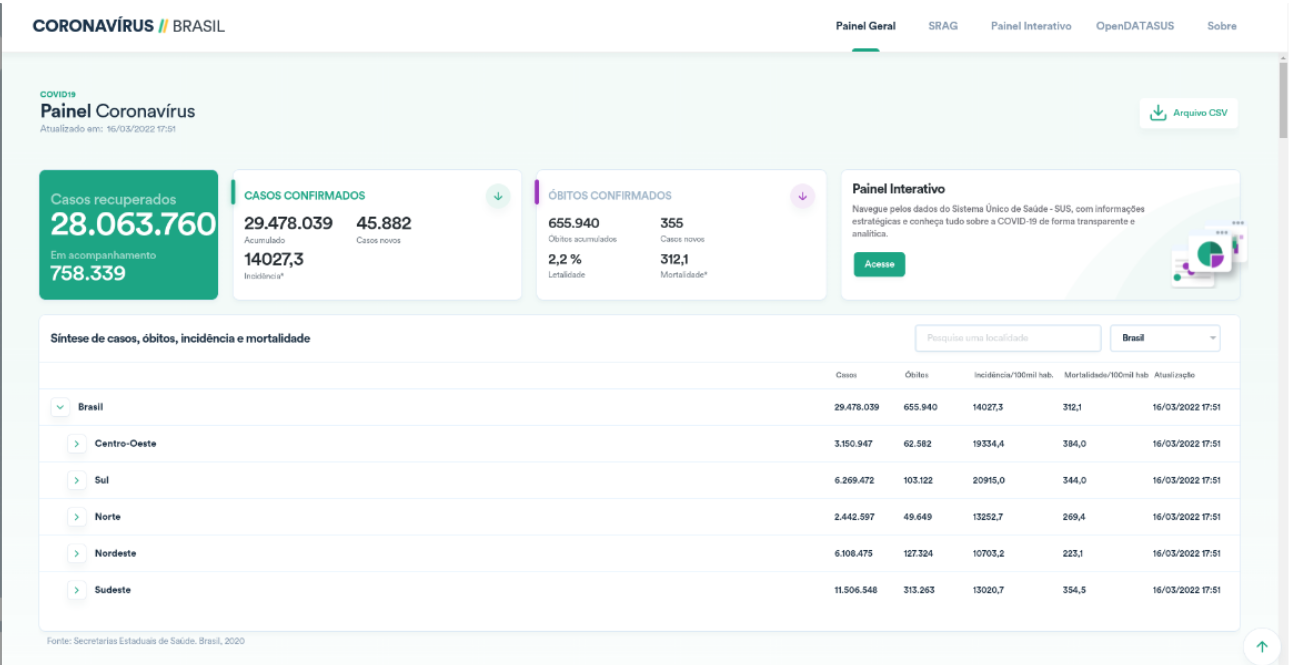 CORONAVÍRUS // BRASIL
Painel Geral SRAG Painel Interativo OpenDATASUS Sobre
COVID19
Painel Coronavírus
Atualizado em: 16/03/2022 17:51
Arquivo CSV
Casos recuperados
28.063.760
Em acompanhamento
758.339
CASOS CONFIRMADOS
29.478.039 45.882
Acumulado Casos novos
14027,3
Incidência*
ÓBITOS CONFIRMADOS
655.940 355
Óbitos acumulados Casos novos
2,2 % 312,1
Letalidade Mortalidade*
Painel Interativo
Navegue pelos dados do Sistema Único de Saúde - SUS, com informações
estratégicas e conheça tudo sobre a COVID-19 de forma transparente e
analítica.
Acesse
Síntese de casos, óbitos, incidência e mortalidade
Pesquise uma localidade Brasil
Casos Óbitos Incidência/100mil hab. Mortalidade/100mil hab Atualização
Brasil 29.478.039 655.940 14027,3 312,1 16/03/2022 17:51
Centro-Oeste 3.150.947 62.582 19334,4 384,0 16/03/2022 17:51
Sul 6.269.472 103.122 20915,0 344,0 16/03/2022 17:51
Norte 2.442.597 49.649 13252,7 269,4 16/03/2022 17:51
Nordeste 6.108.475 127.324 10703,2 223,1 16/03/2022 17:51
Sudeste 11.506.548 313.263 13020,7 354,5 16/03/2022 17:51
Fonte: Secretarias Estaduais de Saúde. Brasil, 2020